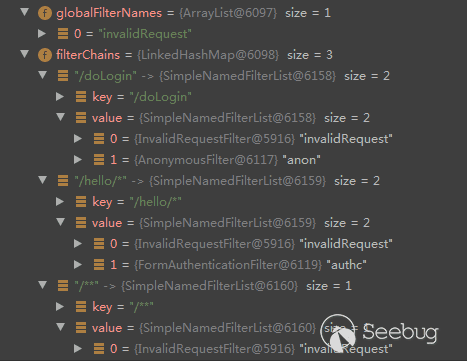 f globalFilterNames = {ArrayList@6097} size = 1
0 = "invalidRequest"
f filterChains = {LinkedHashMap@6098} size = 3
"/doLogin" -> {SimpleNamedFilterList@6158} size = 2
key = "/doLogin"
value = {SimpleNamedFilterList@6158} size = 2
0 = {InvalidRequestFilter@5916} "invalidRequest"
1 = {AnonymousFilter@6117} "anon"
"/hello/*" -> {SimpleNamedFilterList@6159} size = 2
key = "/hello/*"
value = {SimpleNamedFilterList@6159} size = 2
0 = {InvalidRequestFilter@5916} "invalidRequest"
1 = {FormAuthenticationFilter@6119} "authc"
"/**" -> {SimpleNamedFilterList@6160} size = 1
key = "/**"
value = {SimpleNamedFilterList@6160} size = 1
0 = {InvalidRequestFilter@5916} "invalidRequest"
Seebug